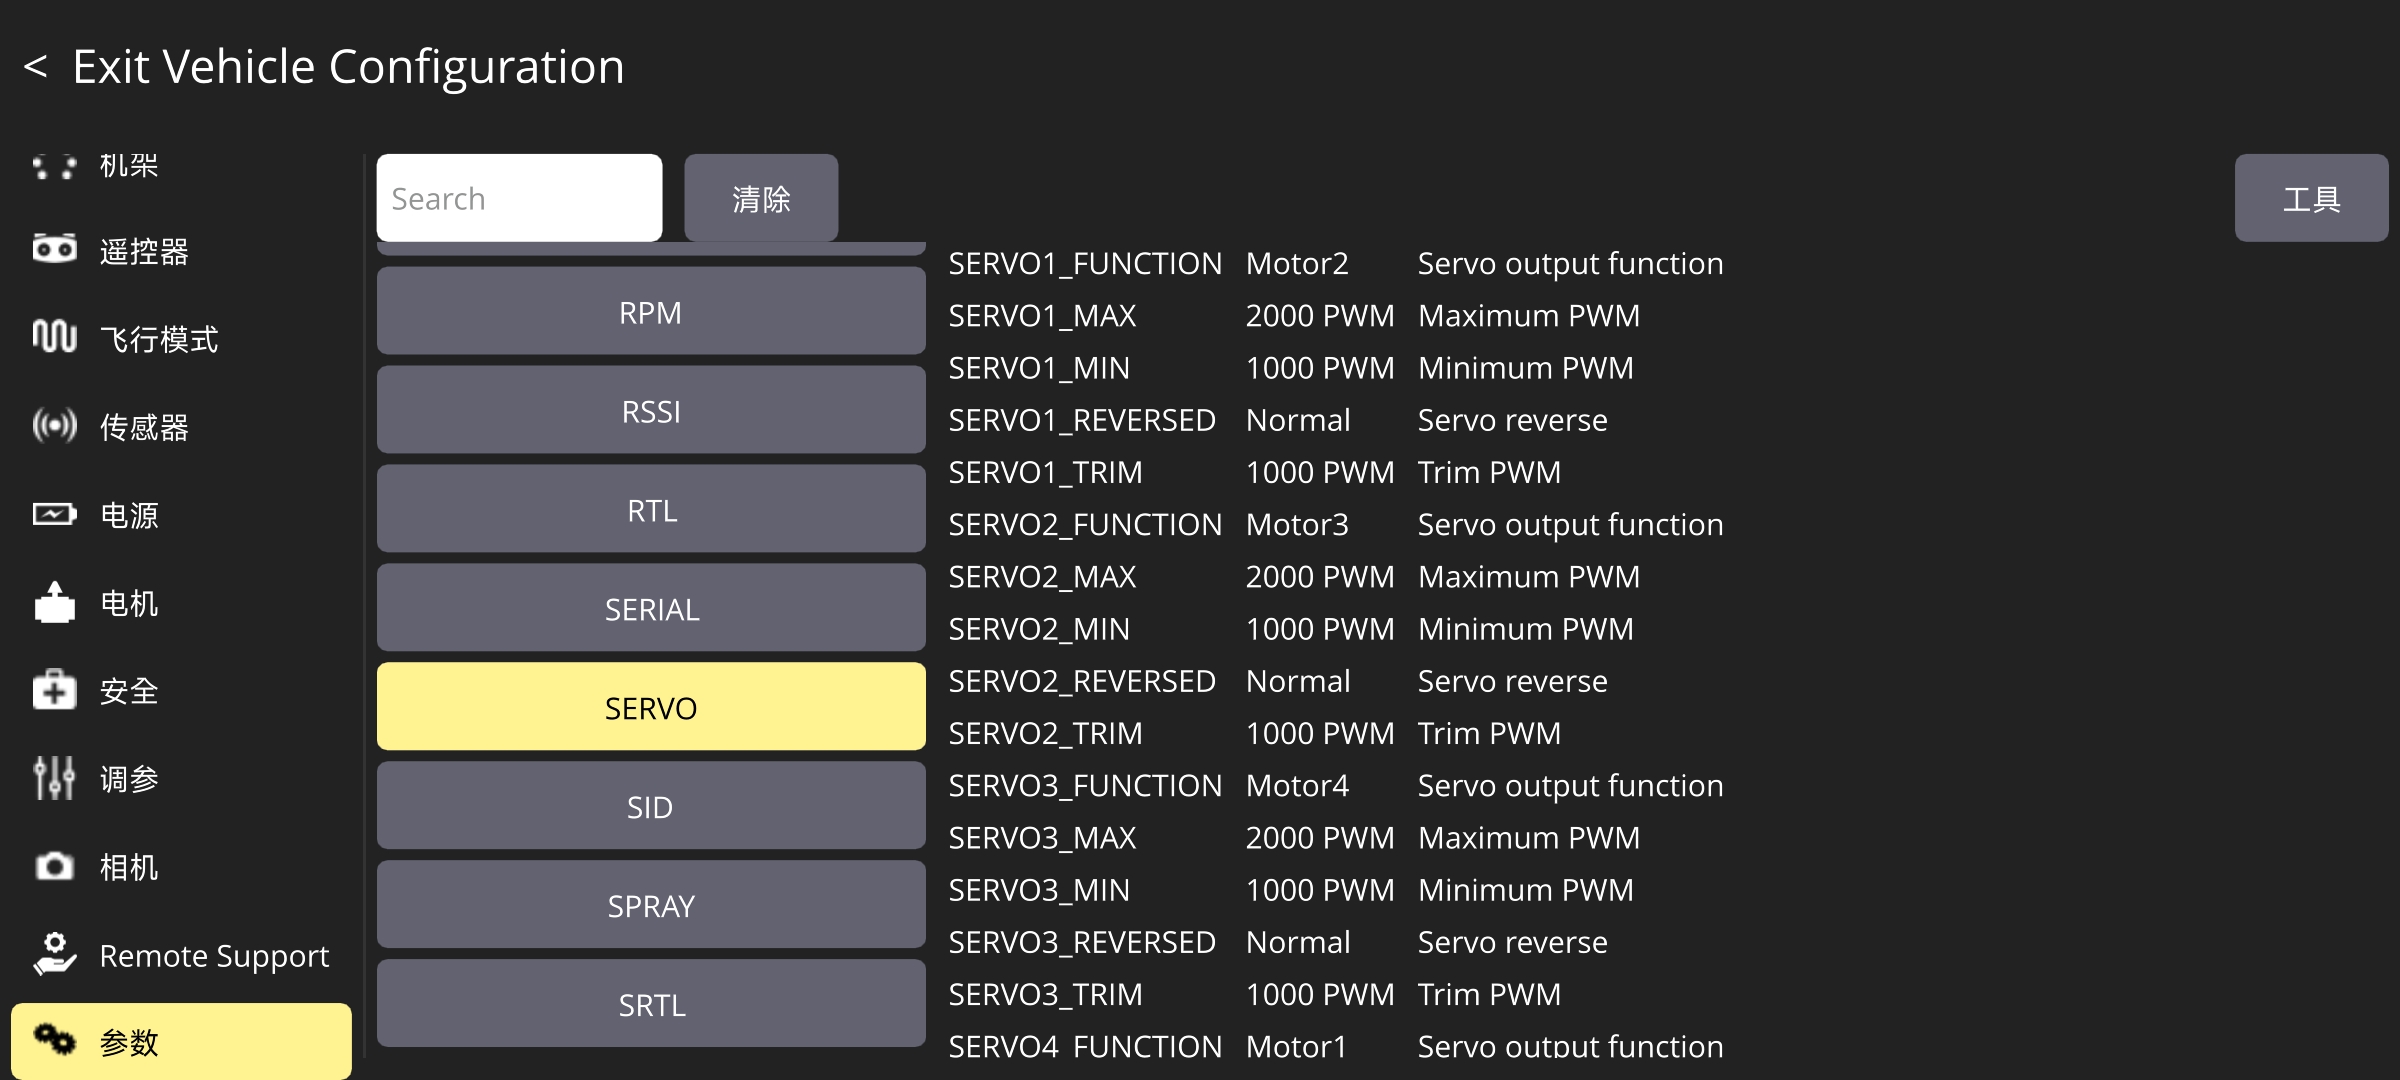 < Exit Vehicle Configuration
机架
遥控器
飞行模式
传感器
电源
电机
安全
调参
相机
Remote Support
参数
Search
清除
工具
RPM
RSSI
RTL
SERIAL
SERVO
SID
SPRAY
SRTL
SERVO1_FUNCTION Motor2 Servo output function
SERVO1_MAX 2000 PWM Maximum PWM
SERVO1_MIN 1000 PWM Minimum PWM
SERVO1_REVERSED Normal Servo reverse
SERVO1_TRIM 1000 PWM Trim PWM
SERVO2_FUNCTION Motor3 Servo output function
SERVO2_MAX 2000 PWM Maximum PWM
SERVO2_MIN 1000 PWM Minimum PWM
SERVO2_REVERSED Normal Servo reverse
SERVO2_TRIM 1000 PWM Trim PWM
SERVO3_FUNCTION Motor4 Servo output function
SERVO3_MAX 2000 PWM Maximum PWM
SERVO3_MIN 1000 PWM Minimum PWM
SERVO3_REVERSED Normal Servo reverse
SERVO3_TRIM 1000 PWM Trim PWM
SERVO4_FUNCTION Motor1 Servo output function